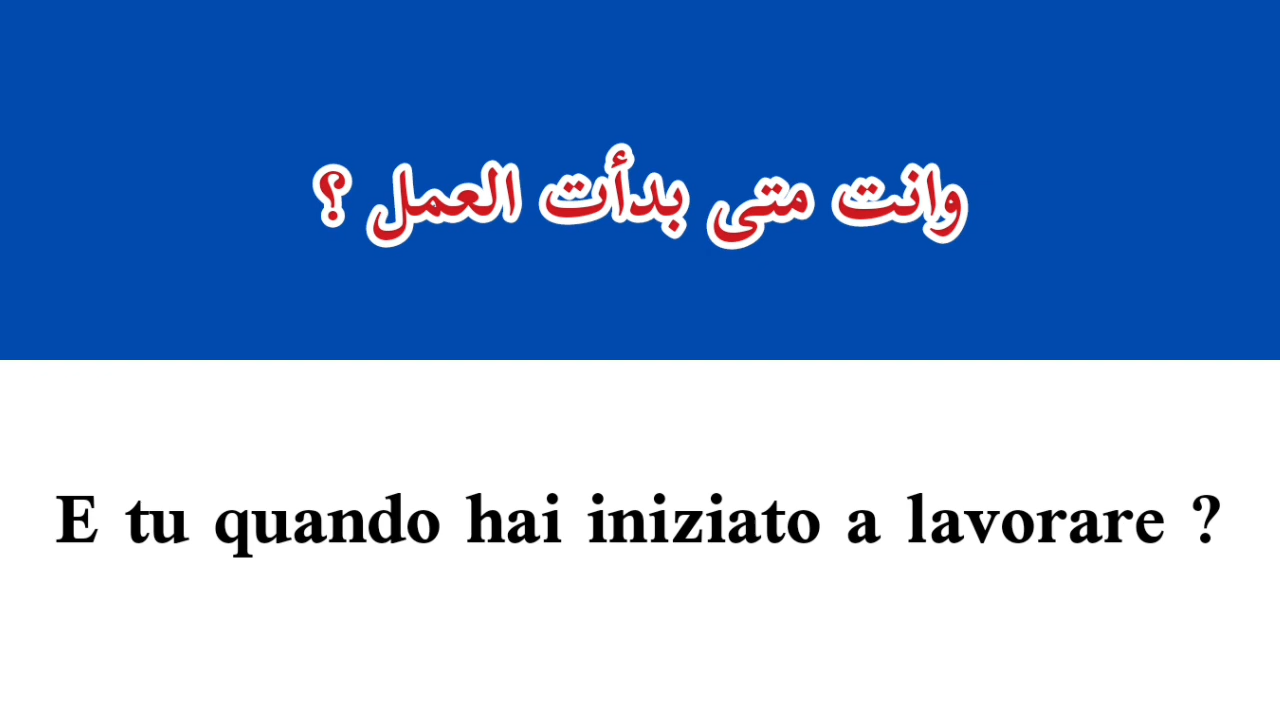 وانت متى بدأت العمل ؟
E tu quando hai iniziato a lavorare ?